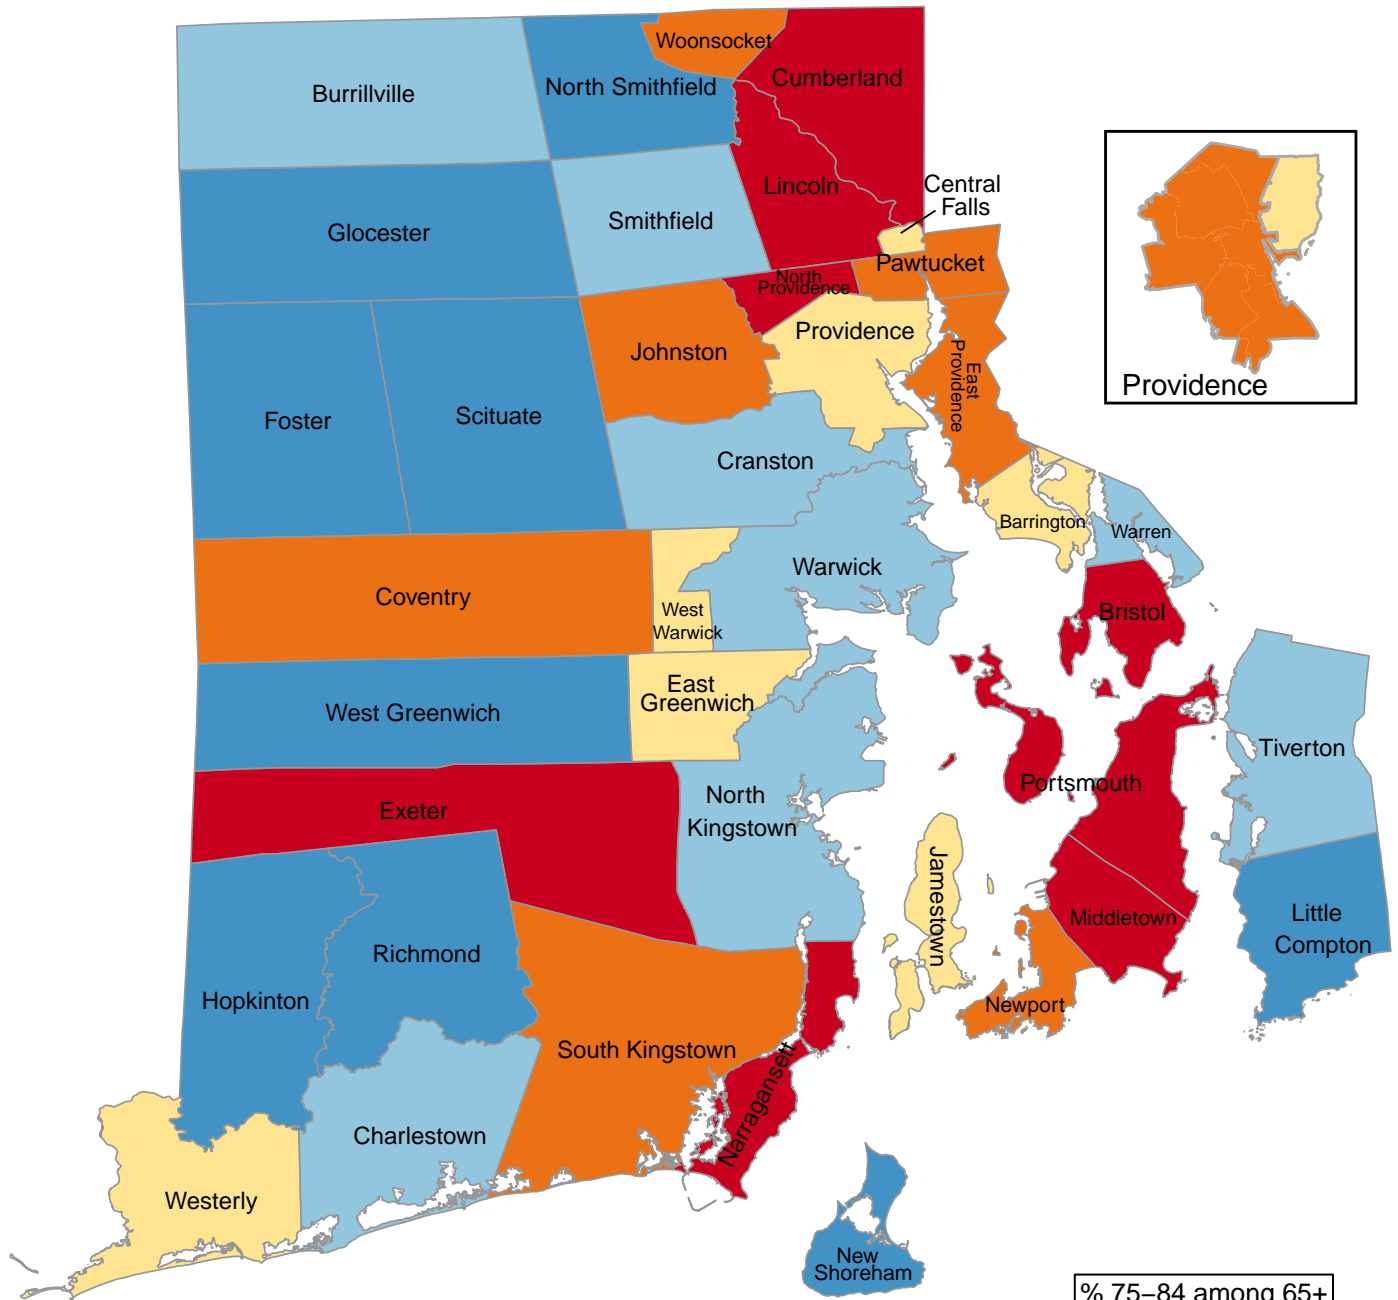 Woonsocket
Cumberland
North Smithfield
Burrillville
Lincoln
Central
Falls
Smithfield
Glocester
Pawtucket
North
Providence
Providence
Johnston
East
Providence
Providence
Foster
Scituate
Cranston
Barrington
Warren
Warwick
Coventry
West
Warwick
Bristol
East
Greenwich
West Greenwich
Tiverton
Portsmouth
North
Kingstown
Exeter
Jamestown
Middletown
Little
Compton
Richmond
Hopkinton
Newport
South Kingstown
Narragansett
Charlestown
Westerly
New
Shoreham
% 75−84 among 65+